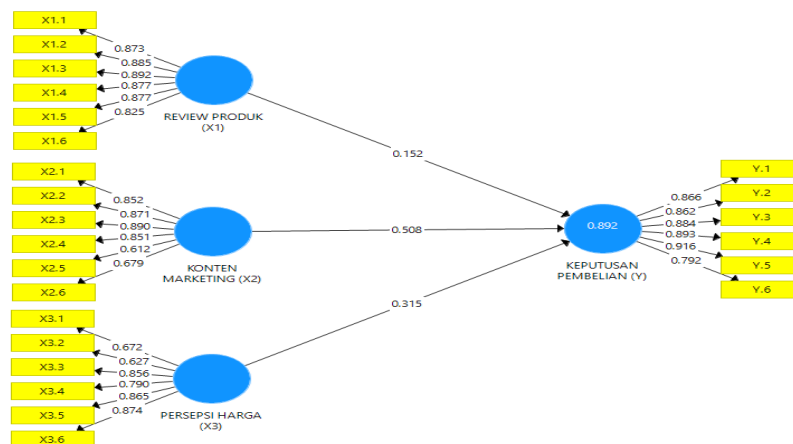 X1.1
X1.2
X1.3
X1.4
X1.5
X1.6
0.873
0.885
0.892
0.877
0.877
0.825
REVIEW PRODUK
(X1)
0.152
X2.1
X2.2
X2.3
X2.4
X2.5
X2.6
0.852
0.871
0.890
0.851
0.612
0.679
KONTEN
MARKETING (X2)
0.508
X3.1
X3.2
X3.3
X3.4
X3.5
X3.6
0.672
0.627
0.856
0.790
0.865
0.874
PERSEPSI HARGA
(X3)
0.315
0.892
KEPUTUSAN
PEMBELIAN (Y)
0.866
0.862
0.884
0.893
0.916
0.792
Y.1
Y.2
Y.3
Y.4
Y.5
Y.6